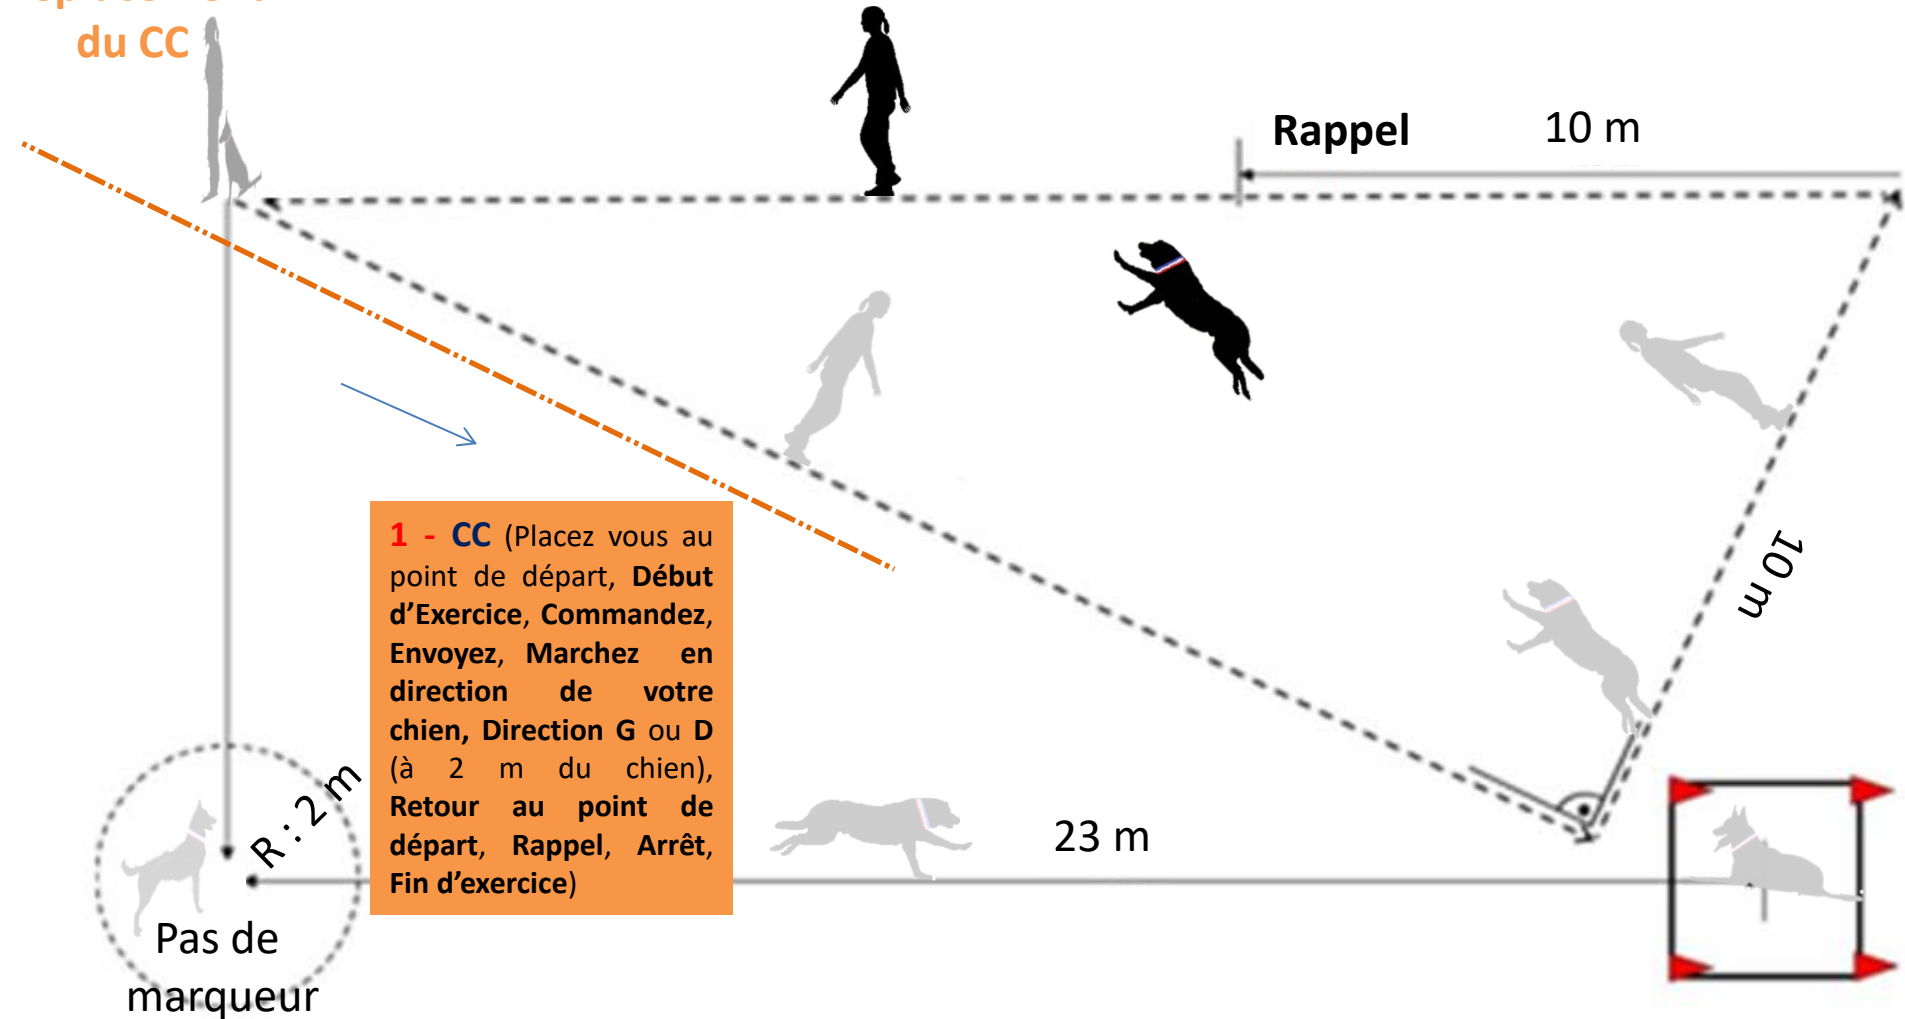 du CC
Rappel
10 m
10 m
1 - CC (Placez vous au
point de départ, Début
d’Exercice, Commandez,
Envoyez, Marchez en
direction de votre
chien, Direction G ou D
(à 2 m du chien),
Retour au point de
départ, Rappel, Arrêt,
Fin d’exercice)
R : 2 m
23 m
Pas de
marqueur